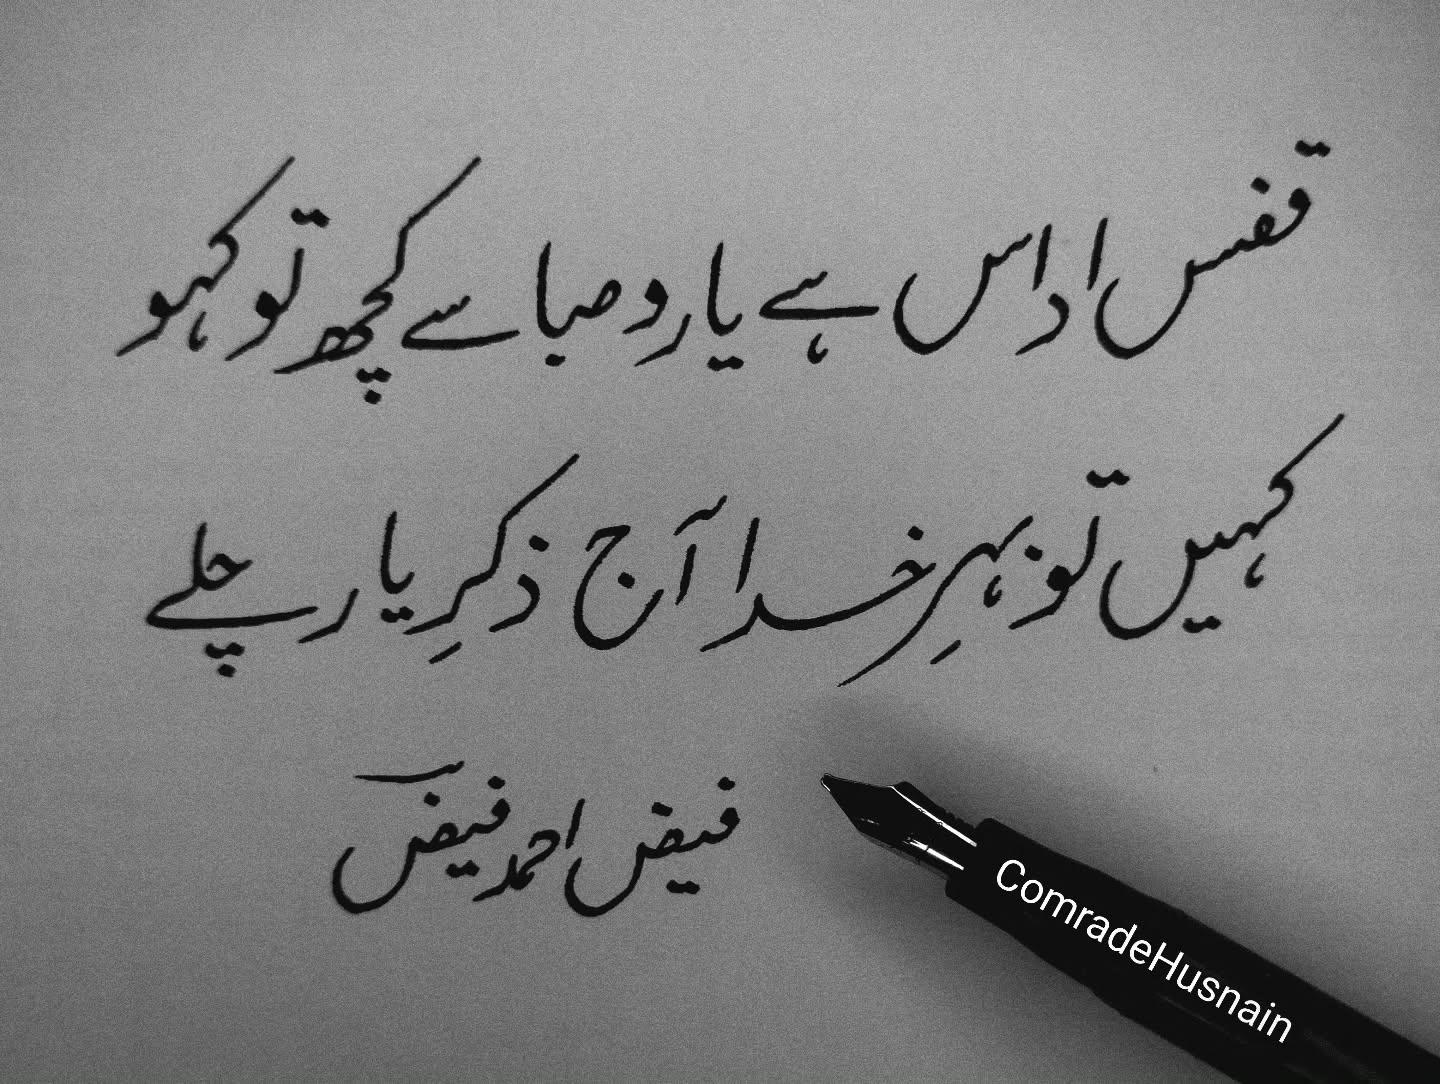 قفس اداس ہے یارو صبا سے کچھ تو کہو
کہیں تو بہرِ خدا آج ذکرِ یار چلے
فیض احمد فیضؔ
ComradeHusnain